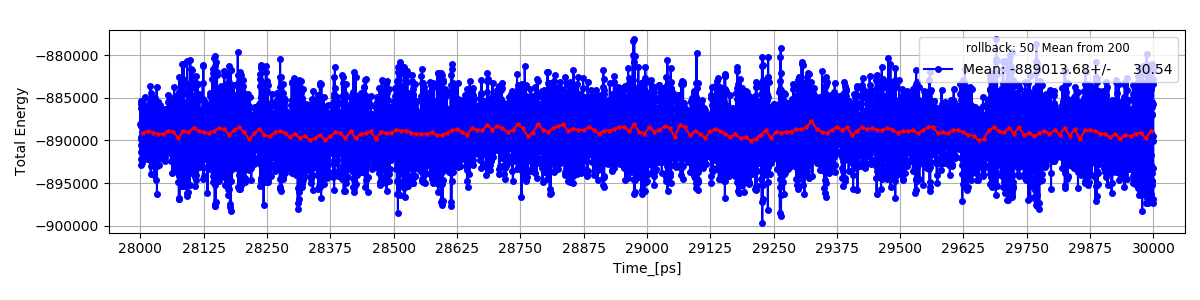 −880000
−885000
−890000
−895000
−900000
Total Energy
rollback: 50, Mean from 200
Mean: -889013.68+/- 30.54
28000 28125 28250 28375 28500 28625 28750 28875 29000 29125 29250 29375 29500 29625 29750 29875 30000
Time_[ps]